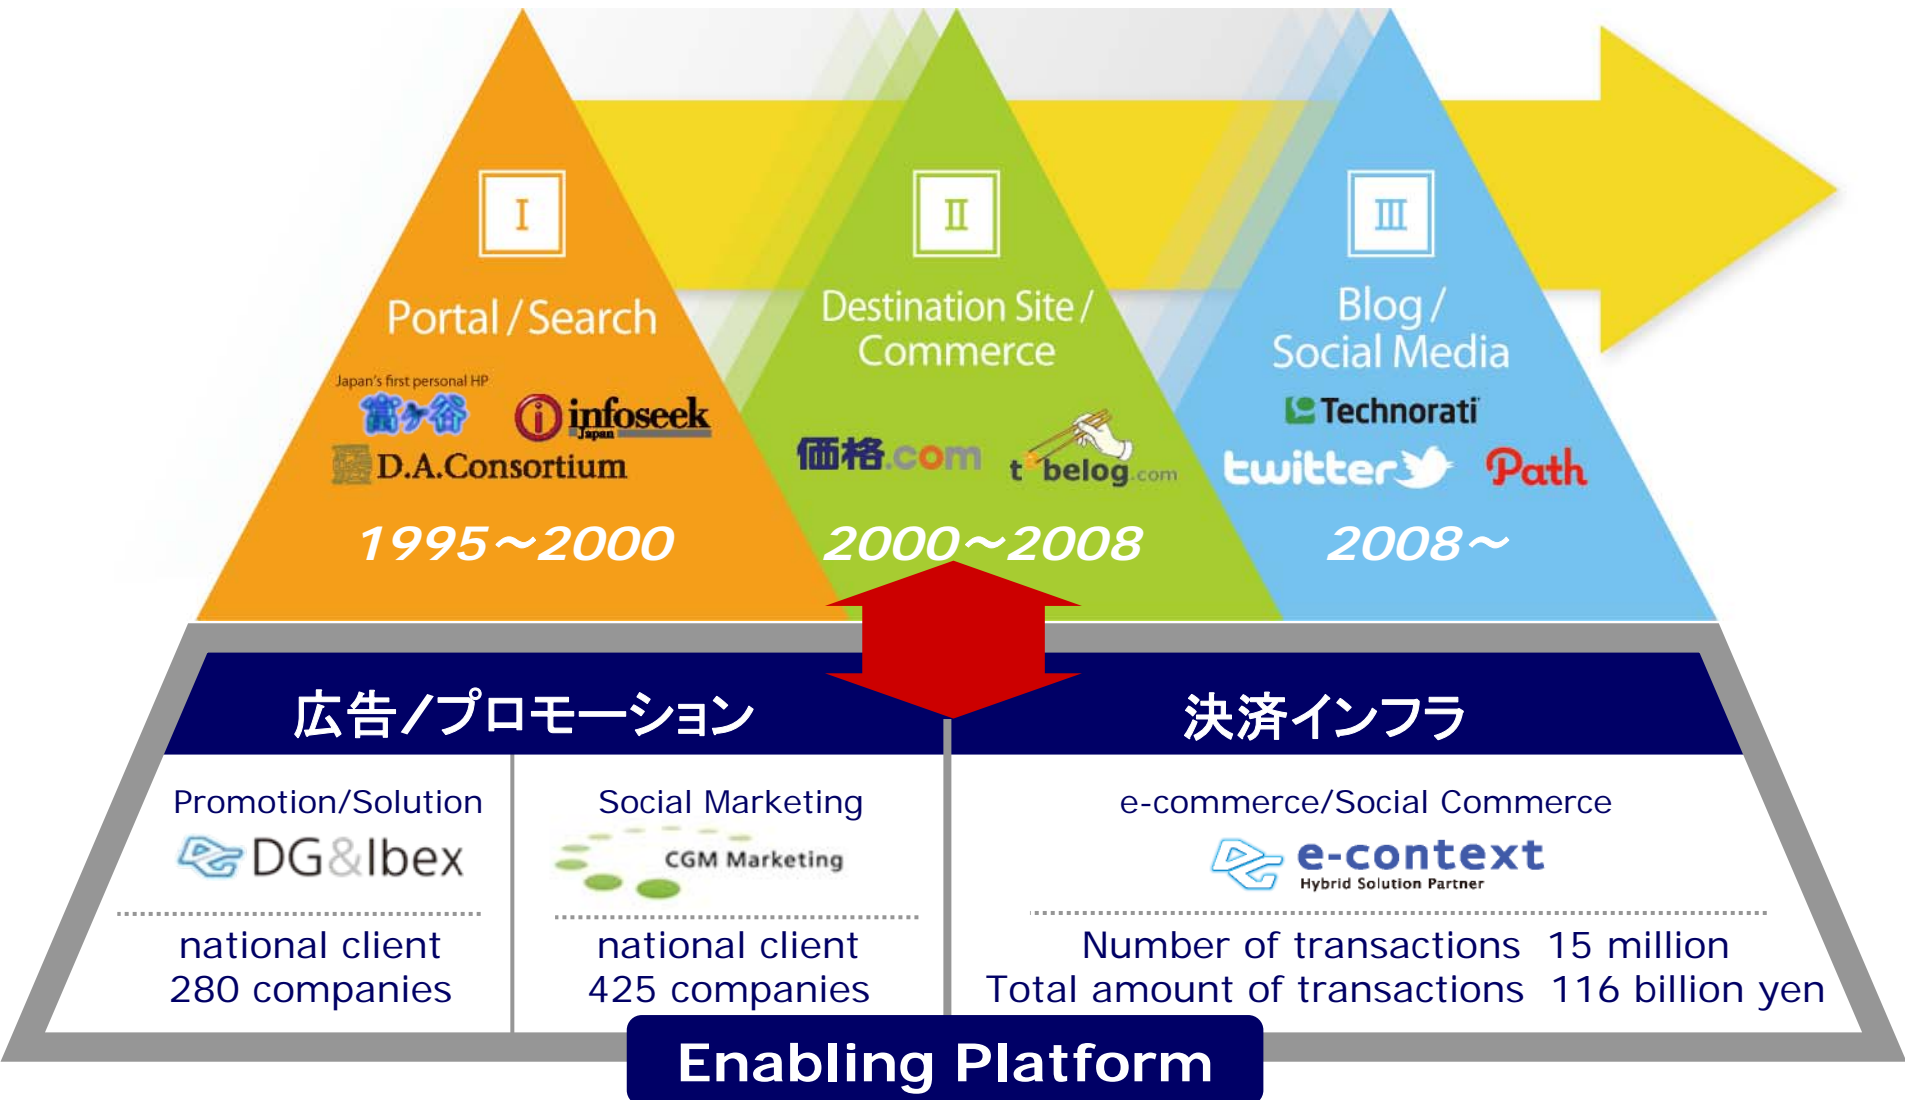 I
Portal / Search
Japan's first personal HP
富ヶ谷
infoseek
Japan
D.A.Consortium
1995～2000
II
Destination Site /
Commerce
価格.com
tabelog.com
2000～2008
III
Blog /
Social Media
Technorati
twitter
Path
2008～
広告/プロモーション
決済インフラ
Promotion/Solution
DG&Ibex
national client
280 companies
Social Marketing
CGM Marketing
national client
425 companies
e-commerce/Social Commerce
e-context
Hybrid Solution Partner
Number of transactions 15 million
Total amount of transactions 116 billion yen
Enabling Platform